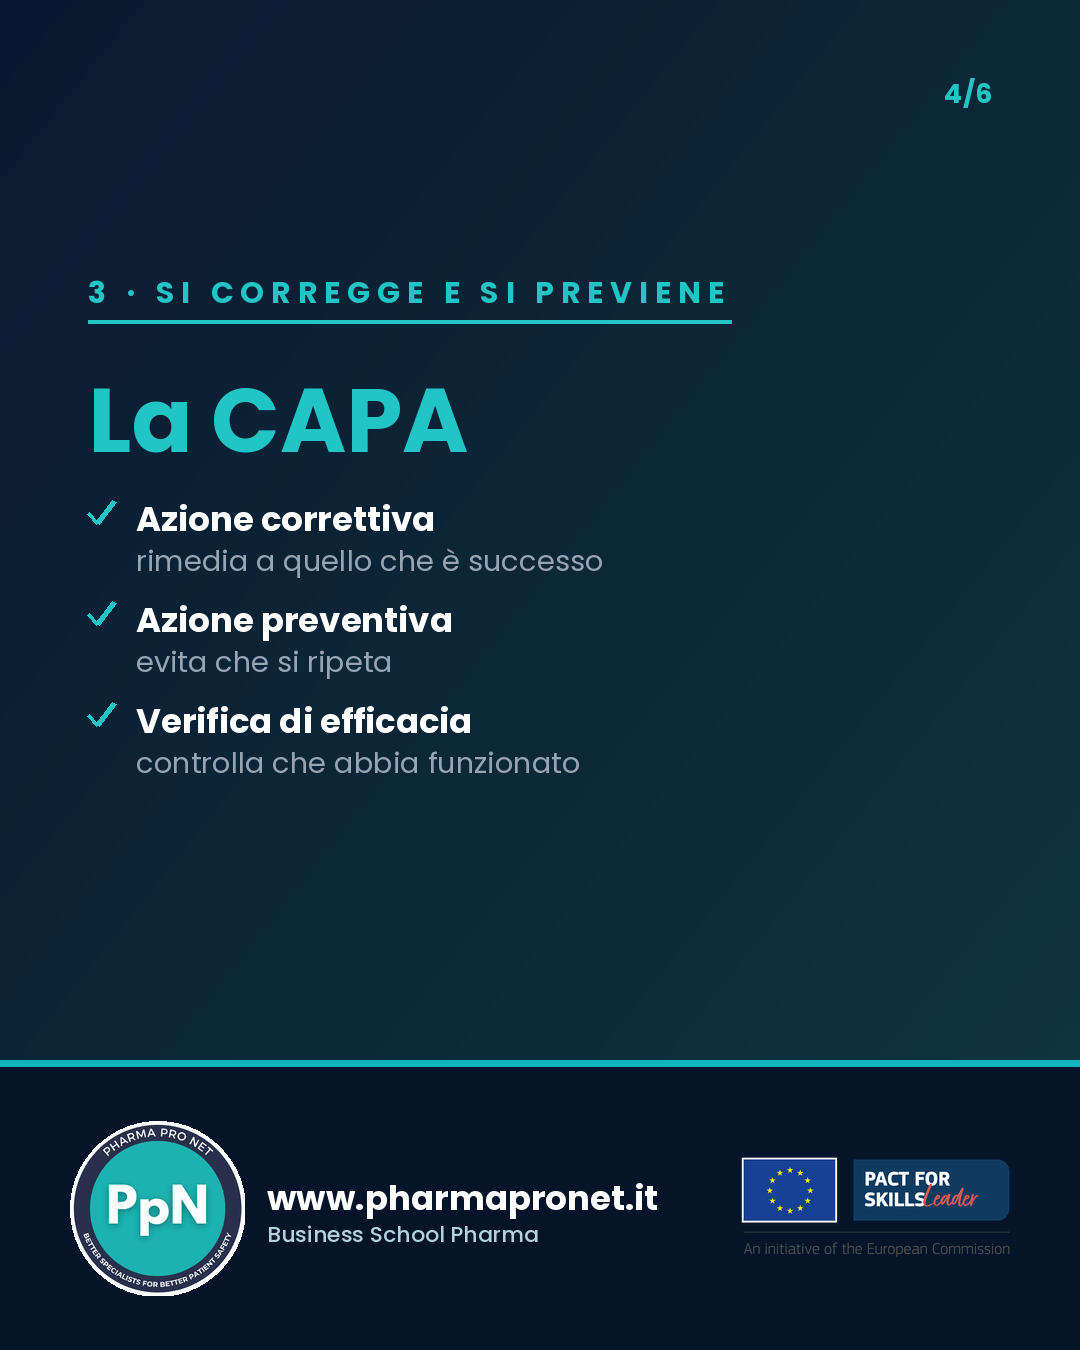 4/6
3 · SI CORREGGE E SI PREVIENE
La CAPA
Azione correttiva
rimedia a quello che è successo
Azione preventiva
evita che si ripeta
Verifica di efficacia
controlla che abbia funzionato
PHARMA PRO NET
PpN
BETTER SPECIALISTS FOR BETTER PATIENT SAFETY
www.pharmapronet.it
Business School Pharma
PACT FOR
SKILLS Leader
An initiative of the European Commission